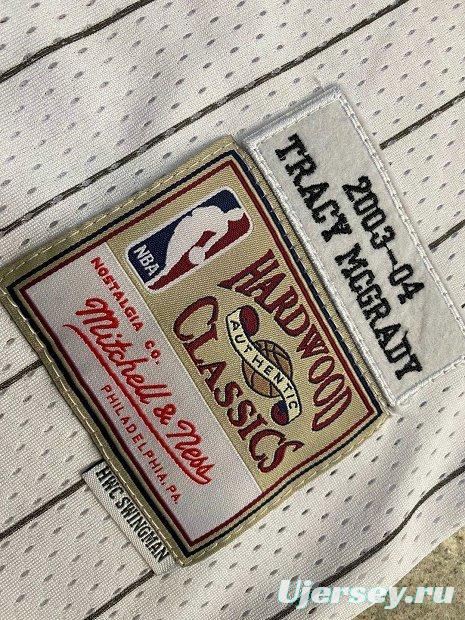 2003-04
TRACY MCGRADY
NBA
HARDWOOD
AUTHENTIC
CLASSICS
NOSTALGIA CO.
Mitchell & Ness
PHILADELPHIA, PA.
HWC SWINGMAN
Ujersey.ru